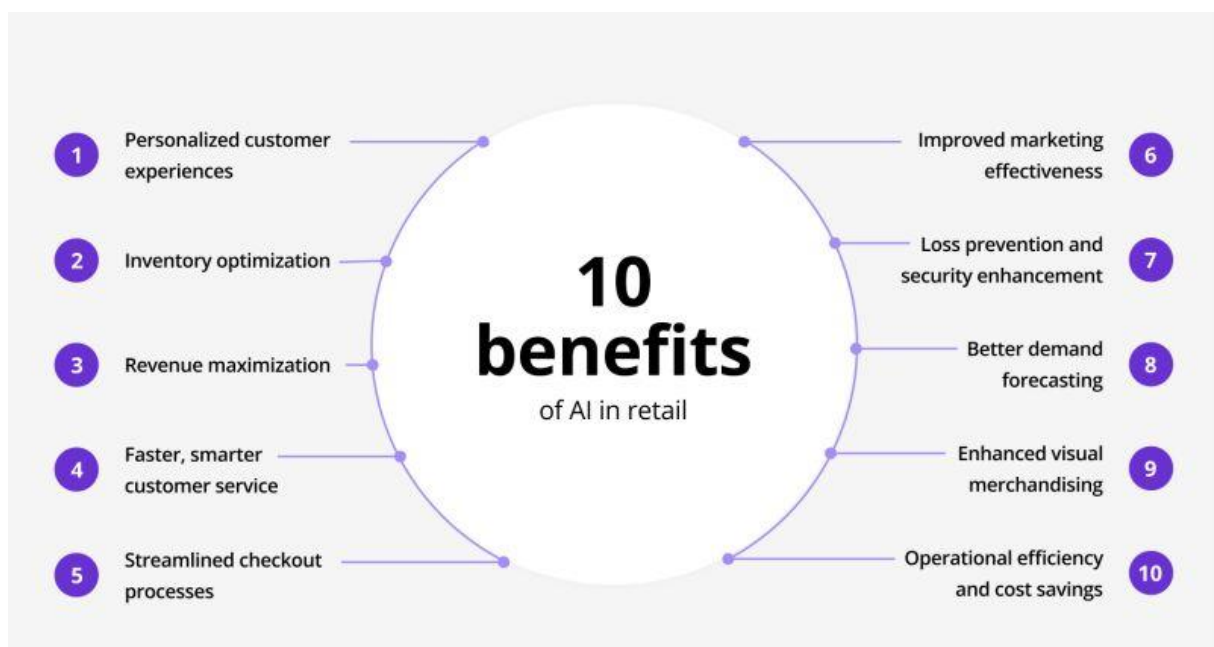 1
Personalized customer
experiences
2
Inventory optimization
3
Revenue maximization
4
Faster, smarter
customer service
5
Streamlined checkout
processes
10
benefits
of AI in retail
Improved marketing
effectiveness
6
Loss prevention and
security enhancement
7
Better demand
forecasting
8
Enhanced visual
merchandising
9
Operational efficiency
and cost savings
10